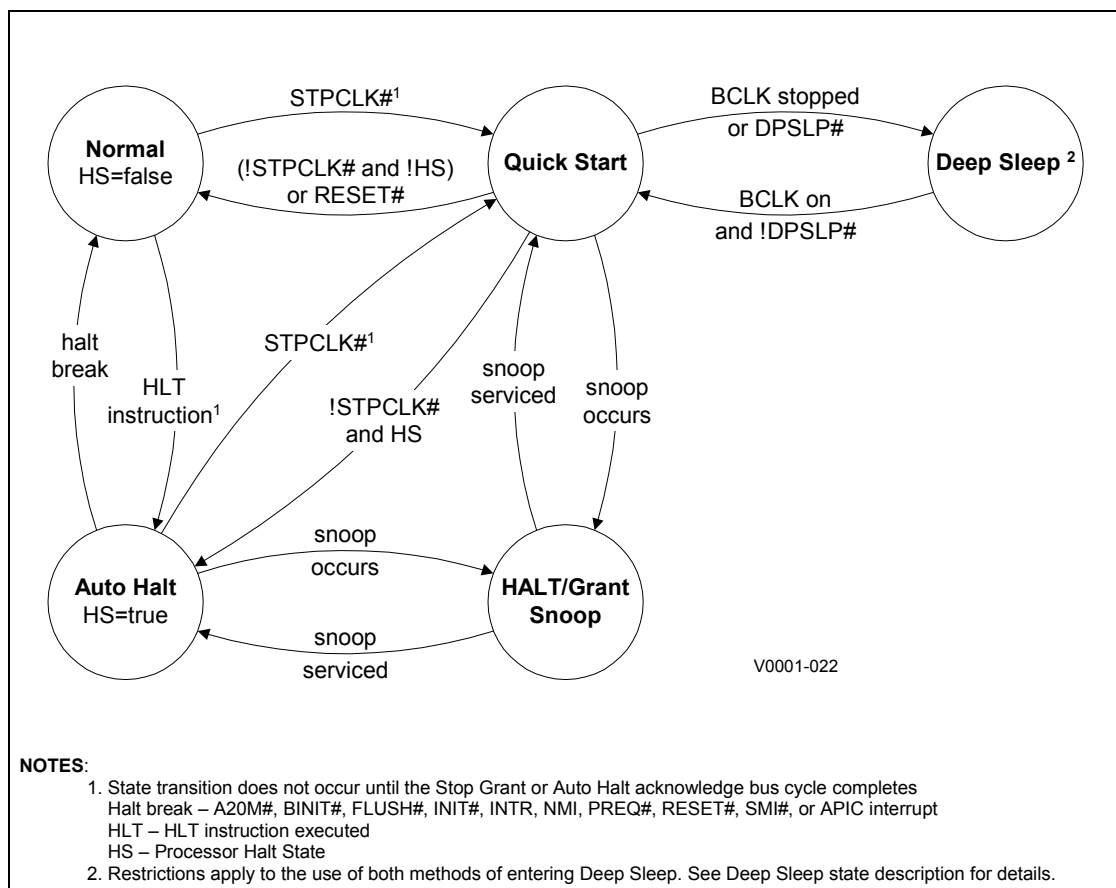 STPCLK#¹
BCLK stopped
or DPSLP#
Normal
HS=false
(!STPCLK# and !HS)
or RESET#
Quick Start
Deep Sleep ²
BCLK on
and !DPSLP#
halt
break
HLT
instruction¹
STPCLK#¹
!STPCLK#
and HS
snoop
serviced
snoop
occurs
Auto Halt
HS=true
snoop
occurs
HALT/Grant
Snoop
snoop
serviced
V0001-022
NOTES:
1. State transition does not occur until the Stop Grant or Auto Halt acknowledge bus cycle completes
Halt break – A20M#, BINIT#, FLUSH#, INIT#, INTR, NMI, PREQ#, RESET#, SMI#, or APIC interrupt
HLT – HLT instruction executed
HS – Processor Halt State
2. Restrictions apply to the use of both methods of entering Deep Sleep. See Deep Sleep state description for details.